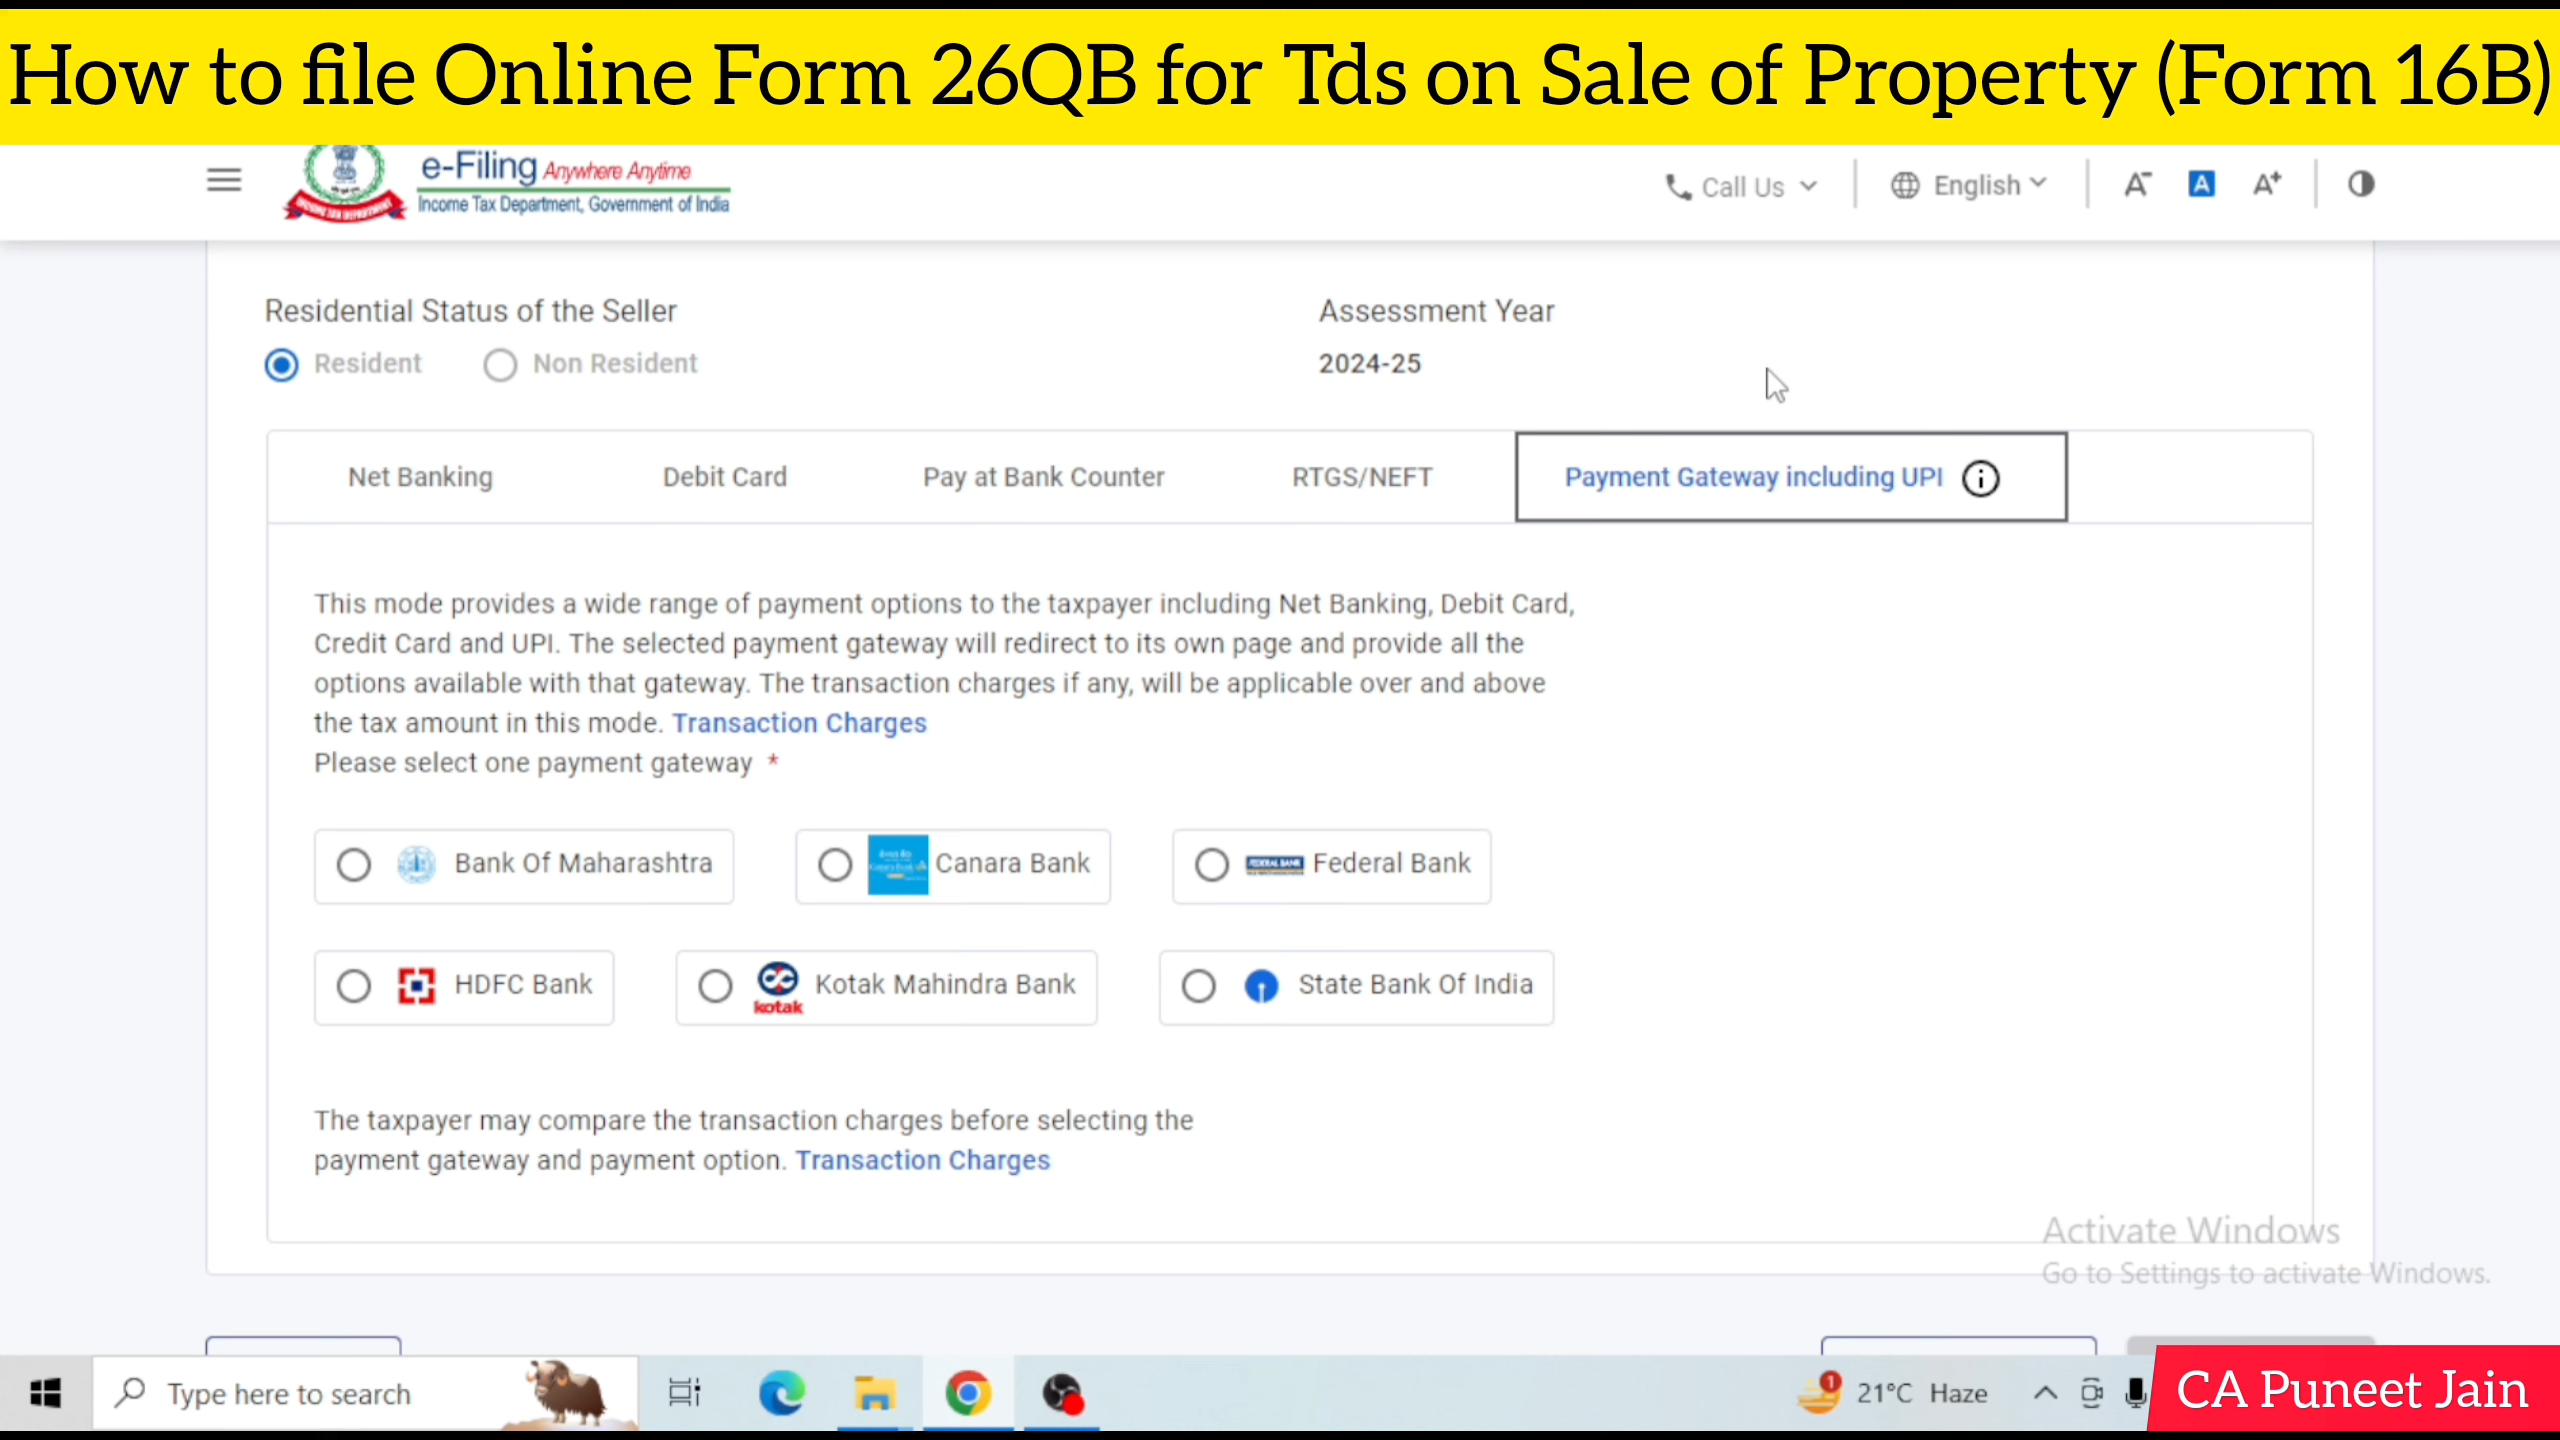 How to file Online Form 26QB for Tds on Sale of Property (Form 16B)
e-Filing Anywhere Anytime
Income Tax Department, Government of India
Call Us
English
A- A A+
Residential Status of the Seller
Assessment Year
Resident
Non Resident
2024-25
Net Banking
Debit Card
Pay at Bank Counter
RTGS/NEFT
Payment Gateway including UPI
This mode provides a wide range of payment options to the taxpayer including Net Banking, Debit Card,
Credit Card and UPI. The selected payment gateway will redirect to its own page and provide all the
options available with that gateway. The transaction charges if any, will be applicable over and above
the tax amount in this mode. Transaction Charges
Please select one payment gateway *
Bank Of Maharashtra
Canara Bank
FEDERAL BANK
Federal Bank
HDFC Bank
kotak
Kotak Mahindra Bank
State Bank Of India
The taxpayer may compare the transaction charges before selecting the
payment gateway and payment option. Transaction Charges
Activate Windows
Go to Settings to activate Windows.
Type here to search
1
21°C Haze
CA Puneet Jain